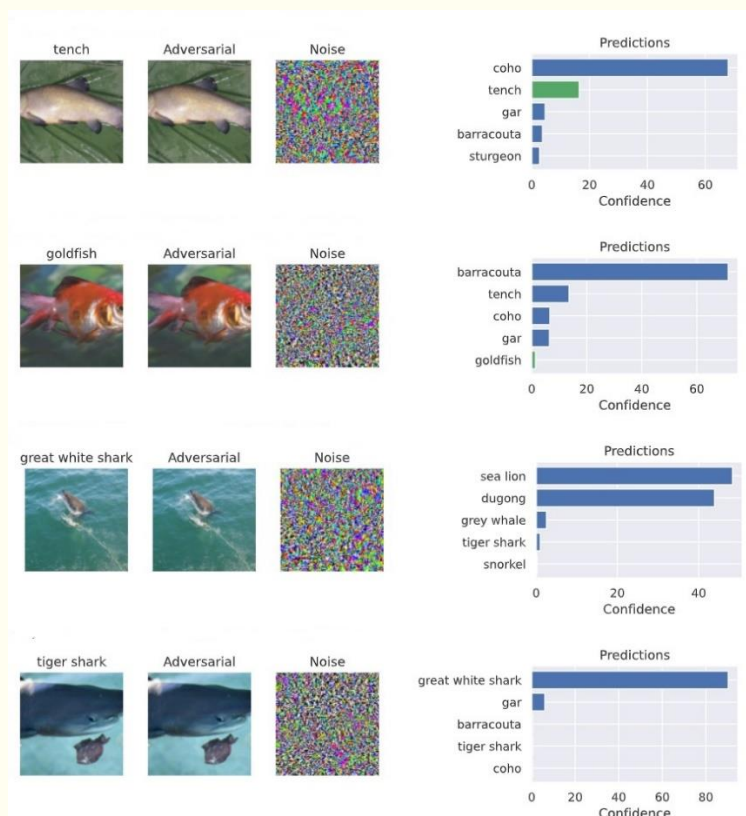 tench Adversarial Noise Predictions
coho
tench
gar
barracouta
sturgeon
0 20 40 60
Confidence
goldfish Adversarial Noise Predictions
barracouta
tench
coho
gar
goldfish
0 20 40 60
Confidence
great white shark Adversarial Noise Predictions
sea lion
dugong
grey whale
tiger shark
snorkel
0 20 40
Confidence
tiger shark Adversarial Noise Predictions
great white shark
gar
barracouta
tiger shark
coho
0 20 40 60 80
Confidence